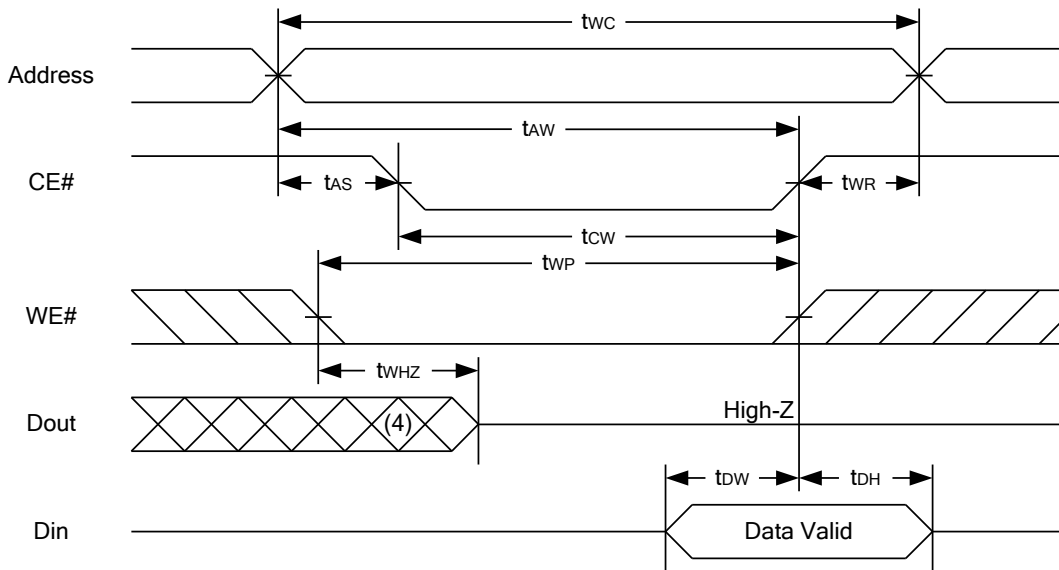 tWC
Address
tAW
CE#
tAS
tWR
tCW
tWP
WE#
tWHZ
Dout
(4)
High-Z
tDW
tDH
Din
Data Valid